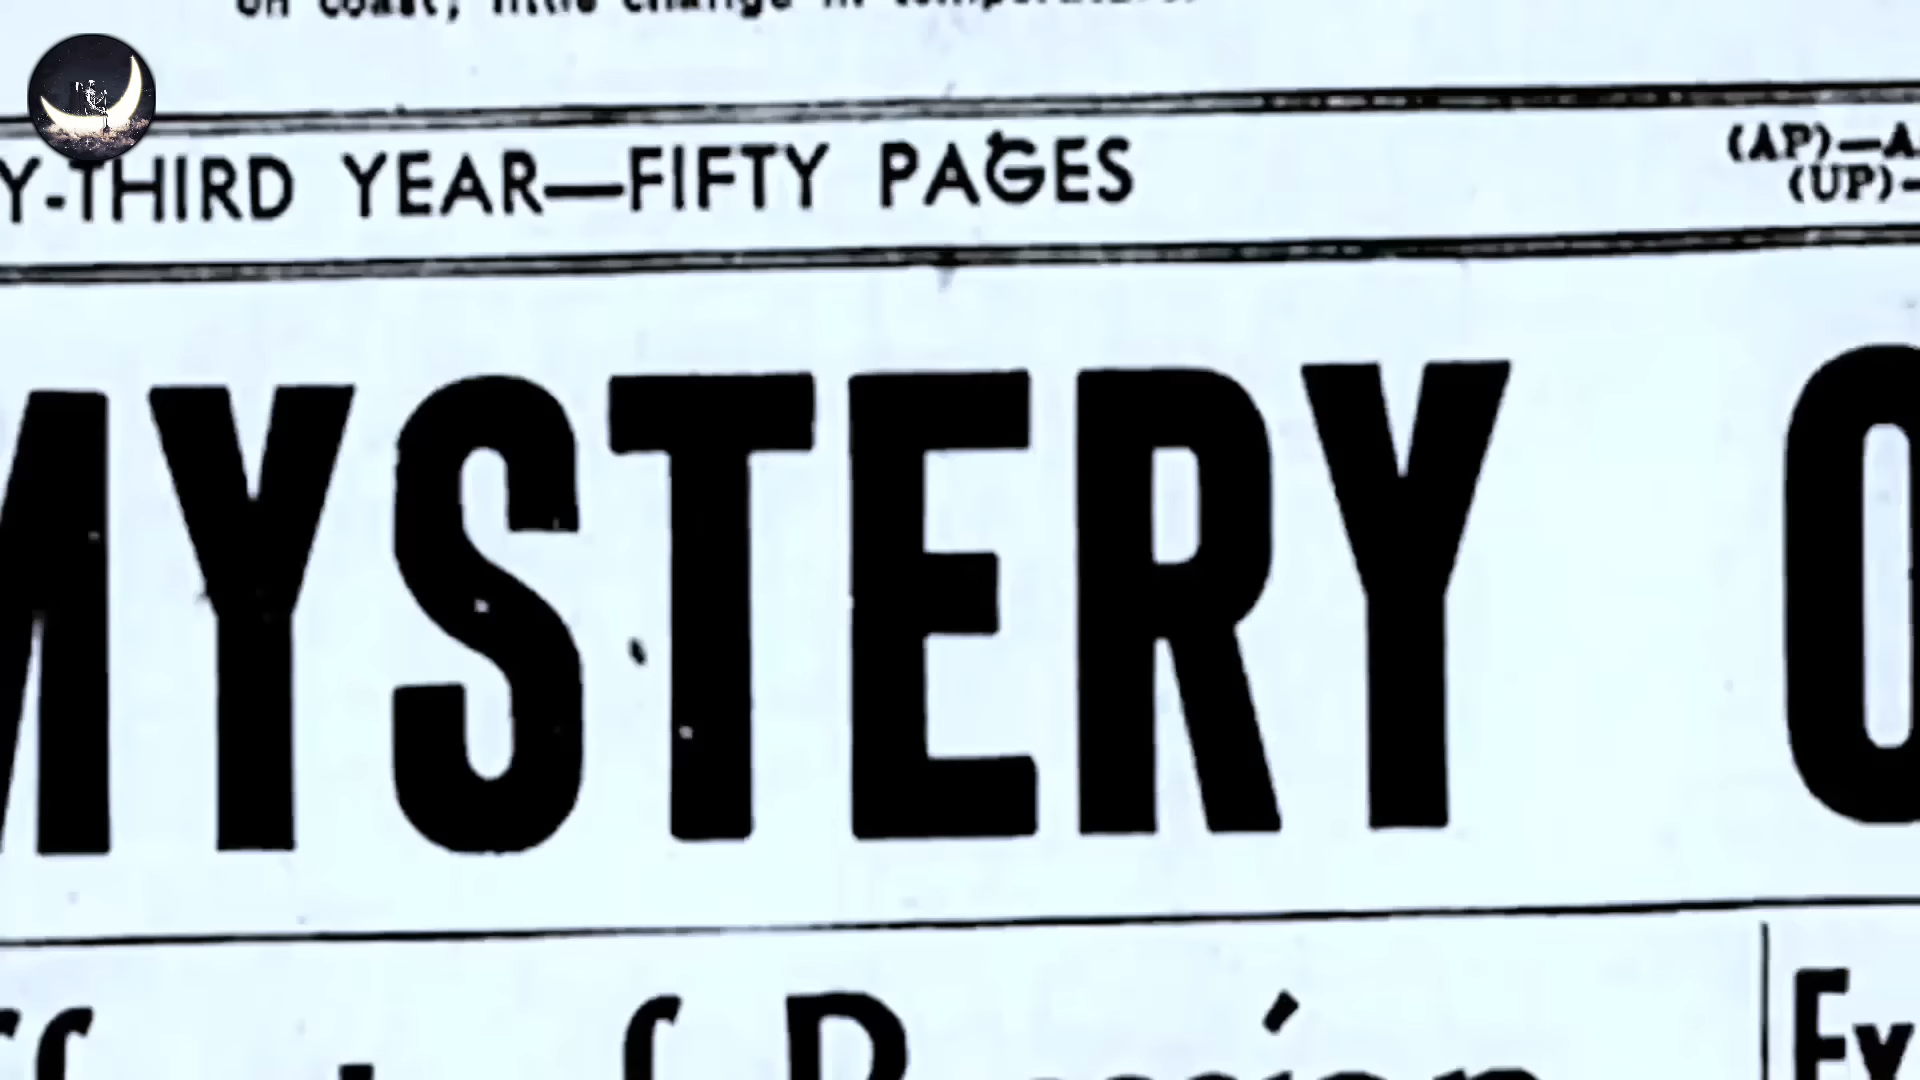 on coast, little change in temperature.
Y-THIRD YEAR—FIFTY PAGES
(AP)—A
(UP)—
MYSTERY O
Ex